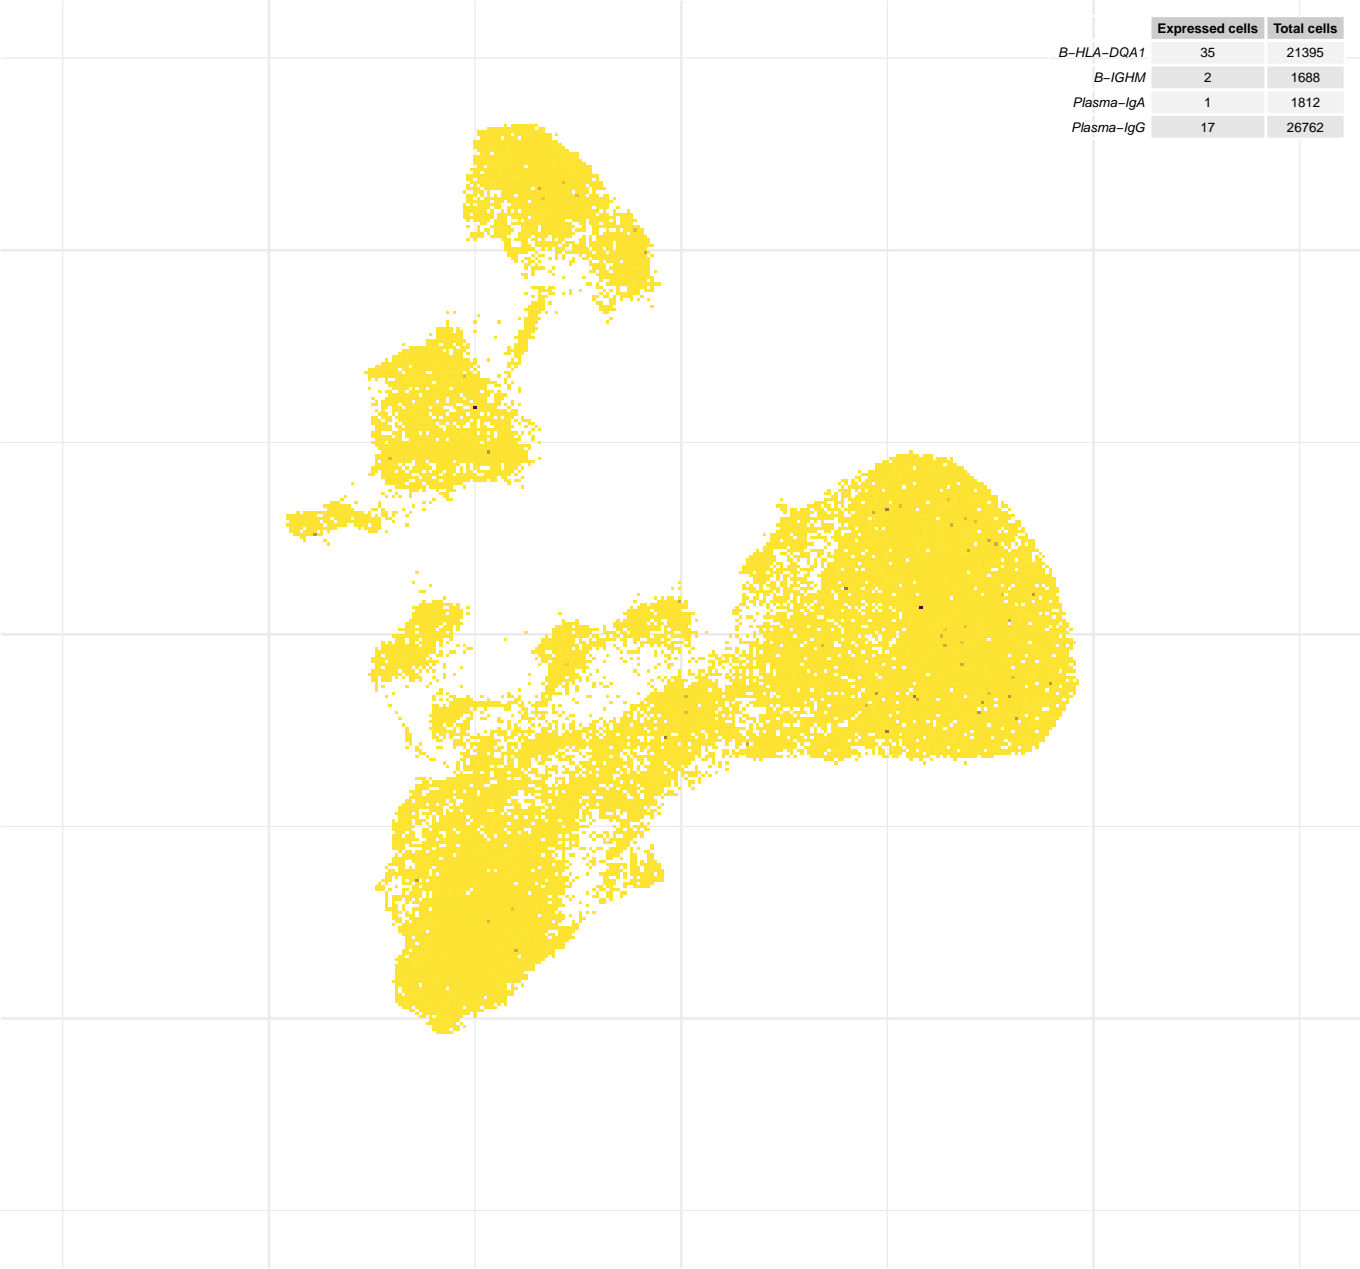 Expressed cells Total cells
B−HLA−DQA1 35 21395
B−IGHM 2 1688
Plasma−IgA 1 1812
Plasma−IgG 17 26762